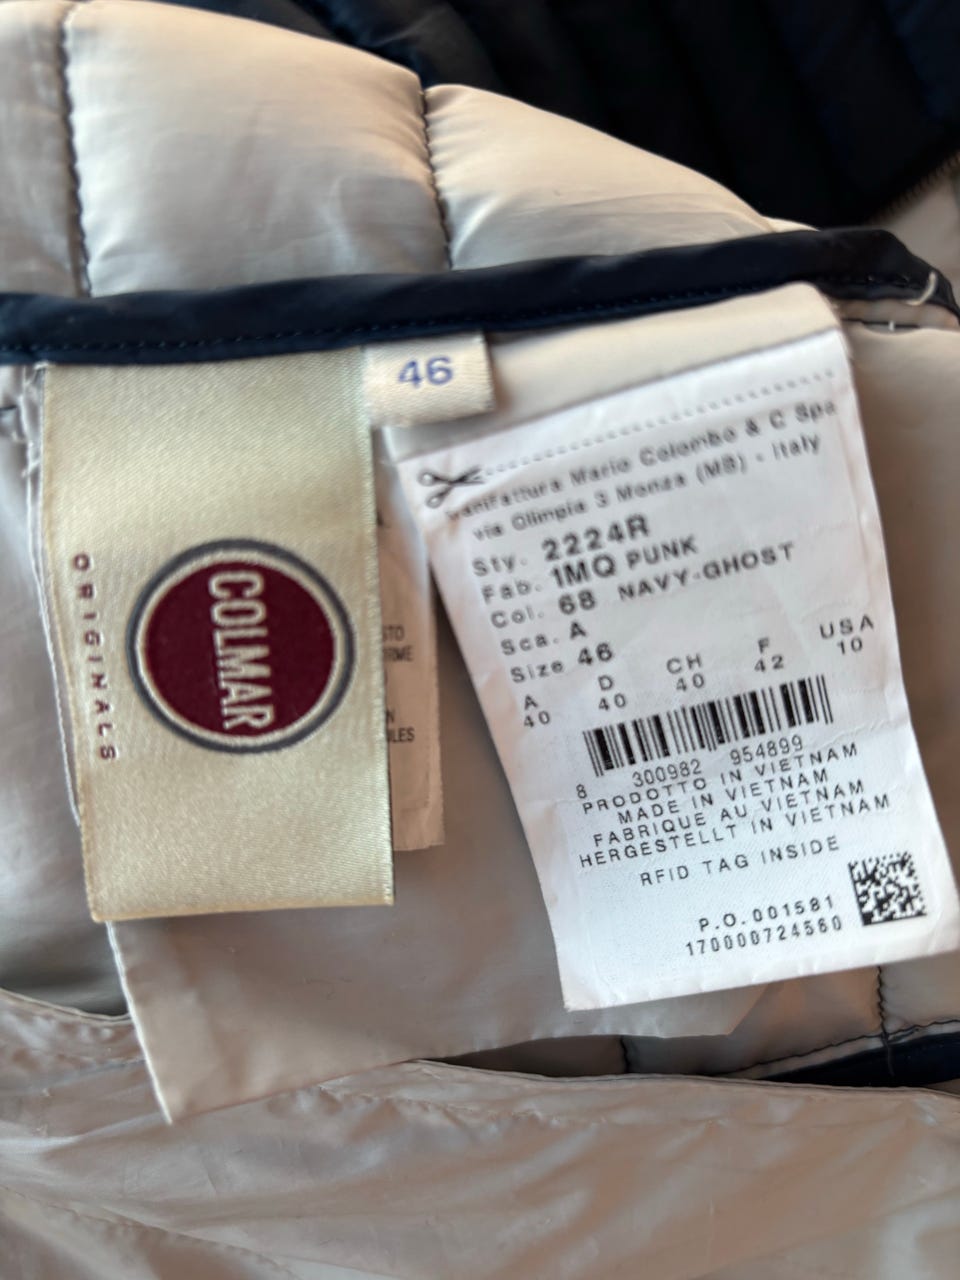 46
COLMAR
ORIGINALS
Manifattura Mario Colombo & C Spa
via Olimpia 3 Monza (MB) - Italy
Sty. 2224R
Fab. 1MQ PUNK
Col. 68 NAVY-GHOST
Sca. A
Size 46
A D CH F USA
40 40 40 42 10
8 300982 954899
PRODOTTO IN VIETNAM
MADE IN VIETNAM
FABRIQUE AU VIETNAM
HERGESTELLT IN VIETNAM
RFID TAG INSIDE
P.O.001581
170000724580